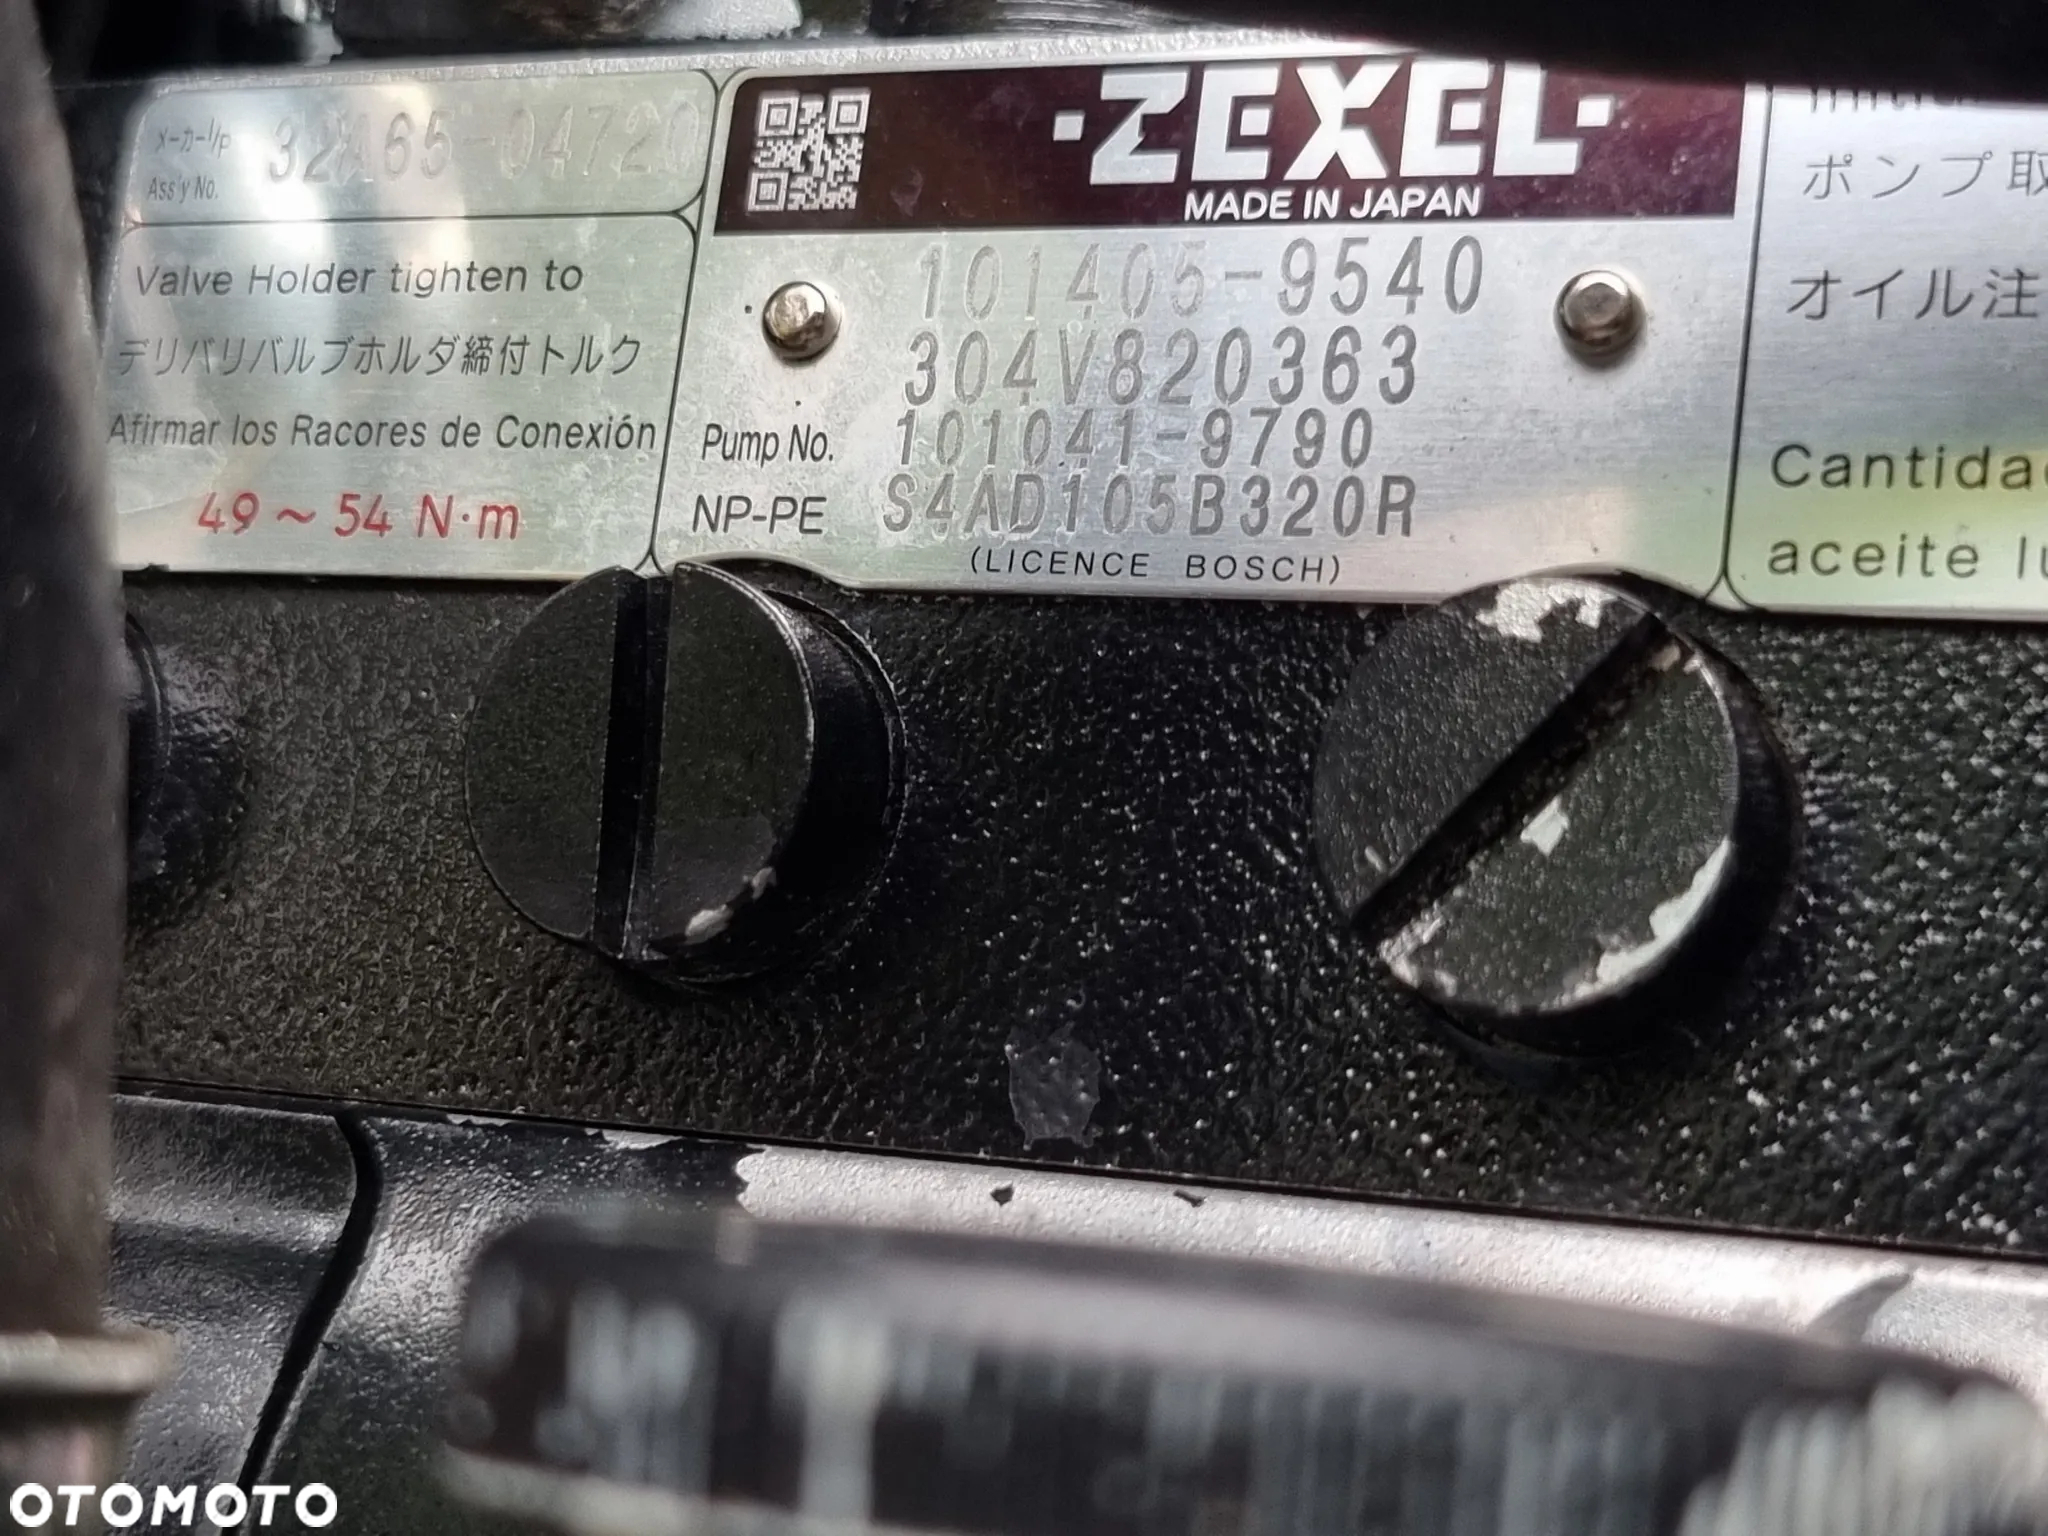 メーカーI/p
Ass'y No.
32A65-04720
Valve Holder tighten to
デリバリバルブホルダ締付トルク
Afirmar los Racores de Conexión
49 ~ 54 N·m
·ZEXEL·
MADE IN JAPAN
101405-9540
304V820363
Pump No. 101041-9790
NP-PE S4AD105B320R
(LICENCE BOSCH)
ポンプ取
オイル注
Cantidad
aceite lu
OTOMOTO